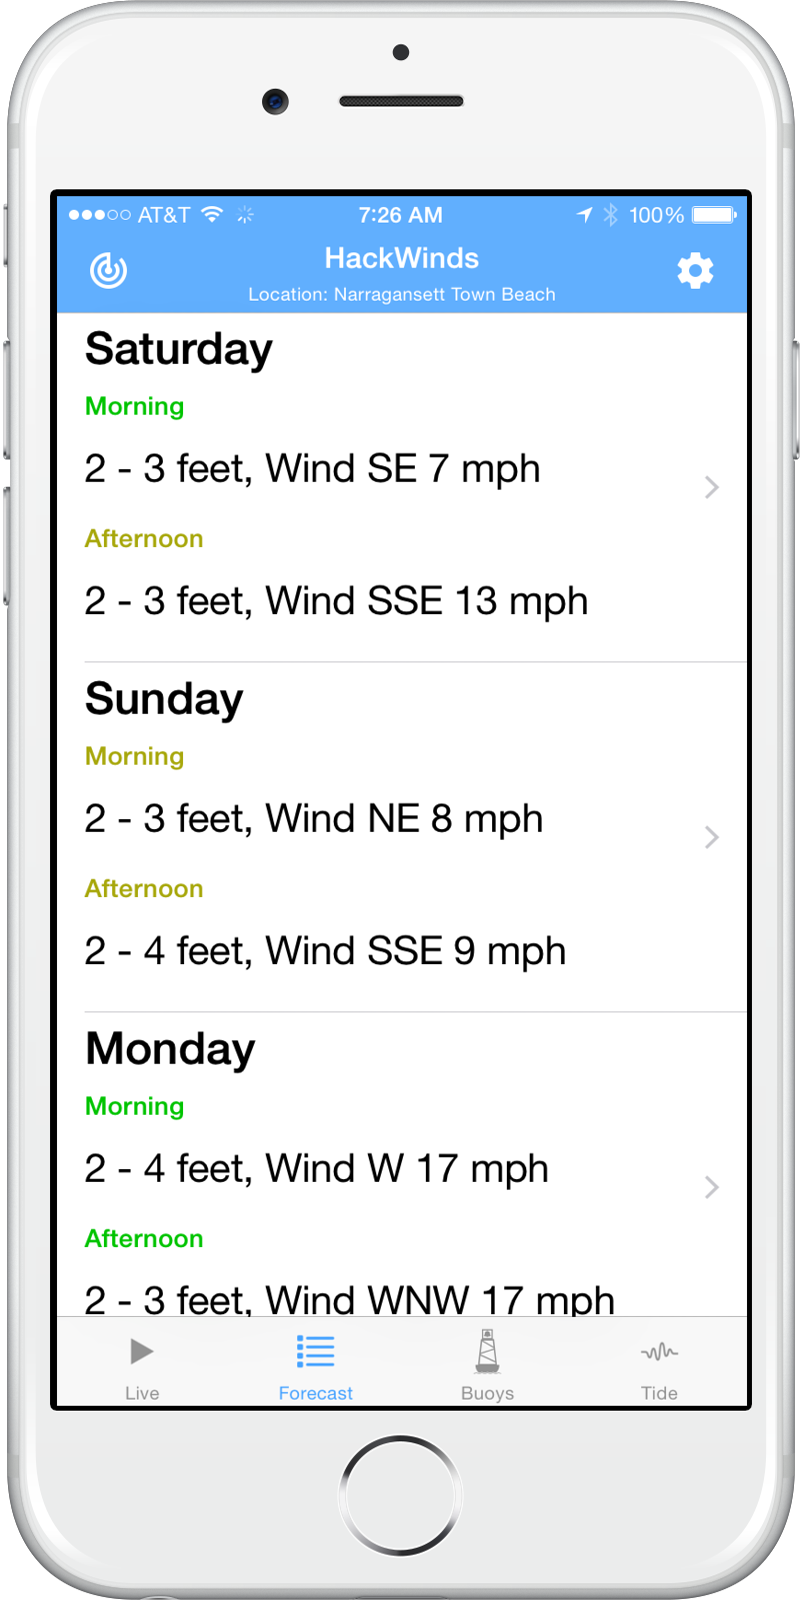 AT&T 7:26 AM 100%
HackWinds
Location: Narragansett Town Beach
Saturday
Morning
2 - 3 feet, Wind SE 7 mph
Afternoon
2 - 3 feet, Wind SSE 13 mph
Sunday
Morning
2 - 3 feet, Wind NE 8 mph
Afternoon
2 - 4 feet, Wind SSE 9 mph
Monday
Morning
2 - 4 feet, Wind W 17 mph
Afternoon
2 - 3 feet, Wind WNW 17 mph
Live Forecast Buoys Tide